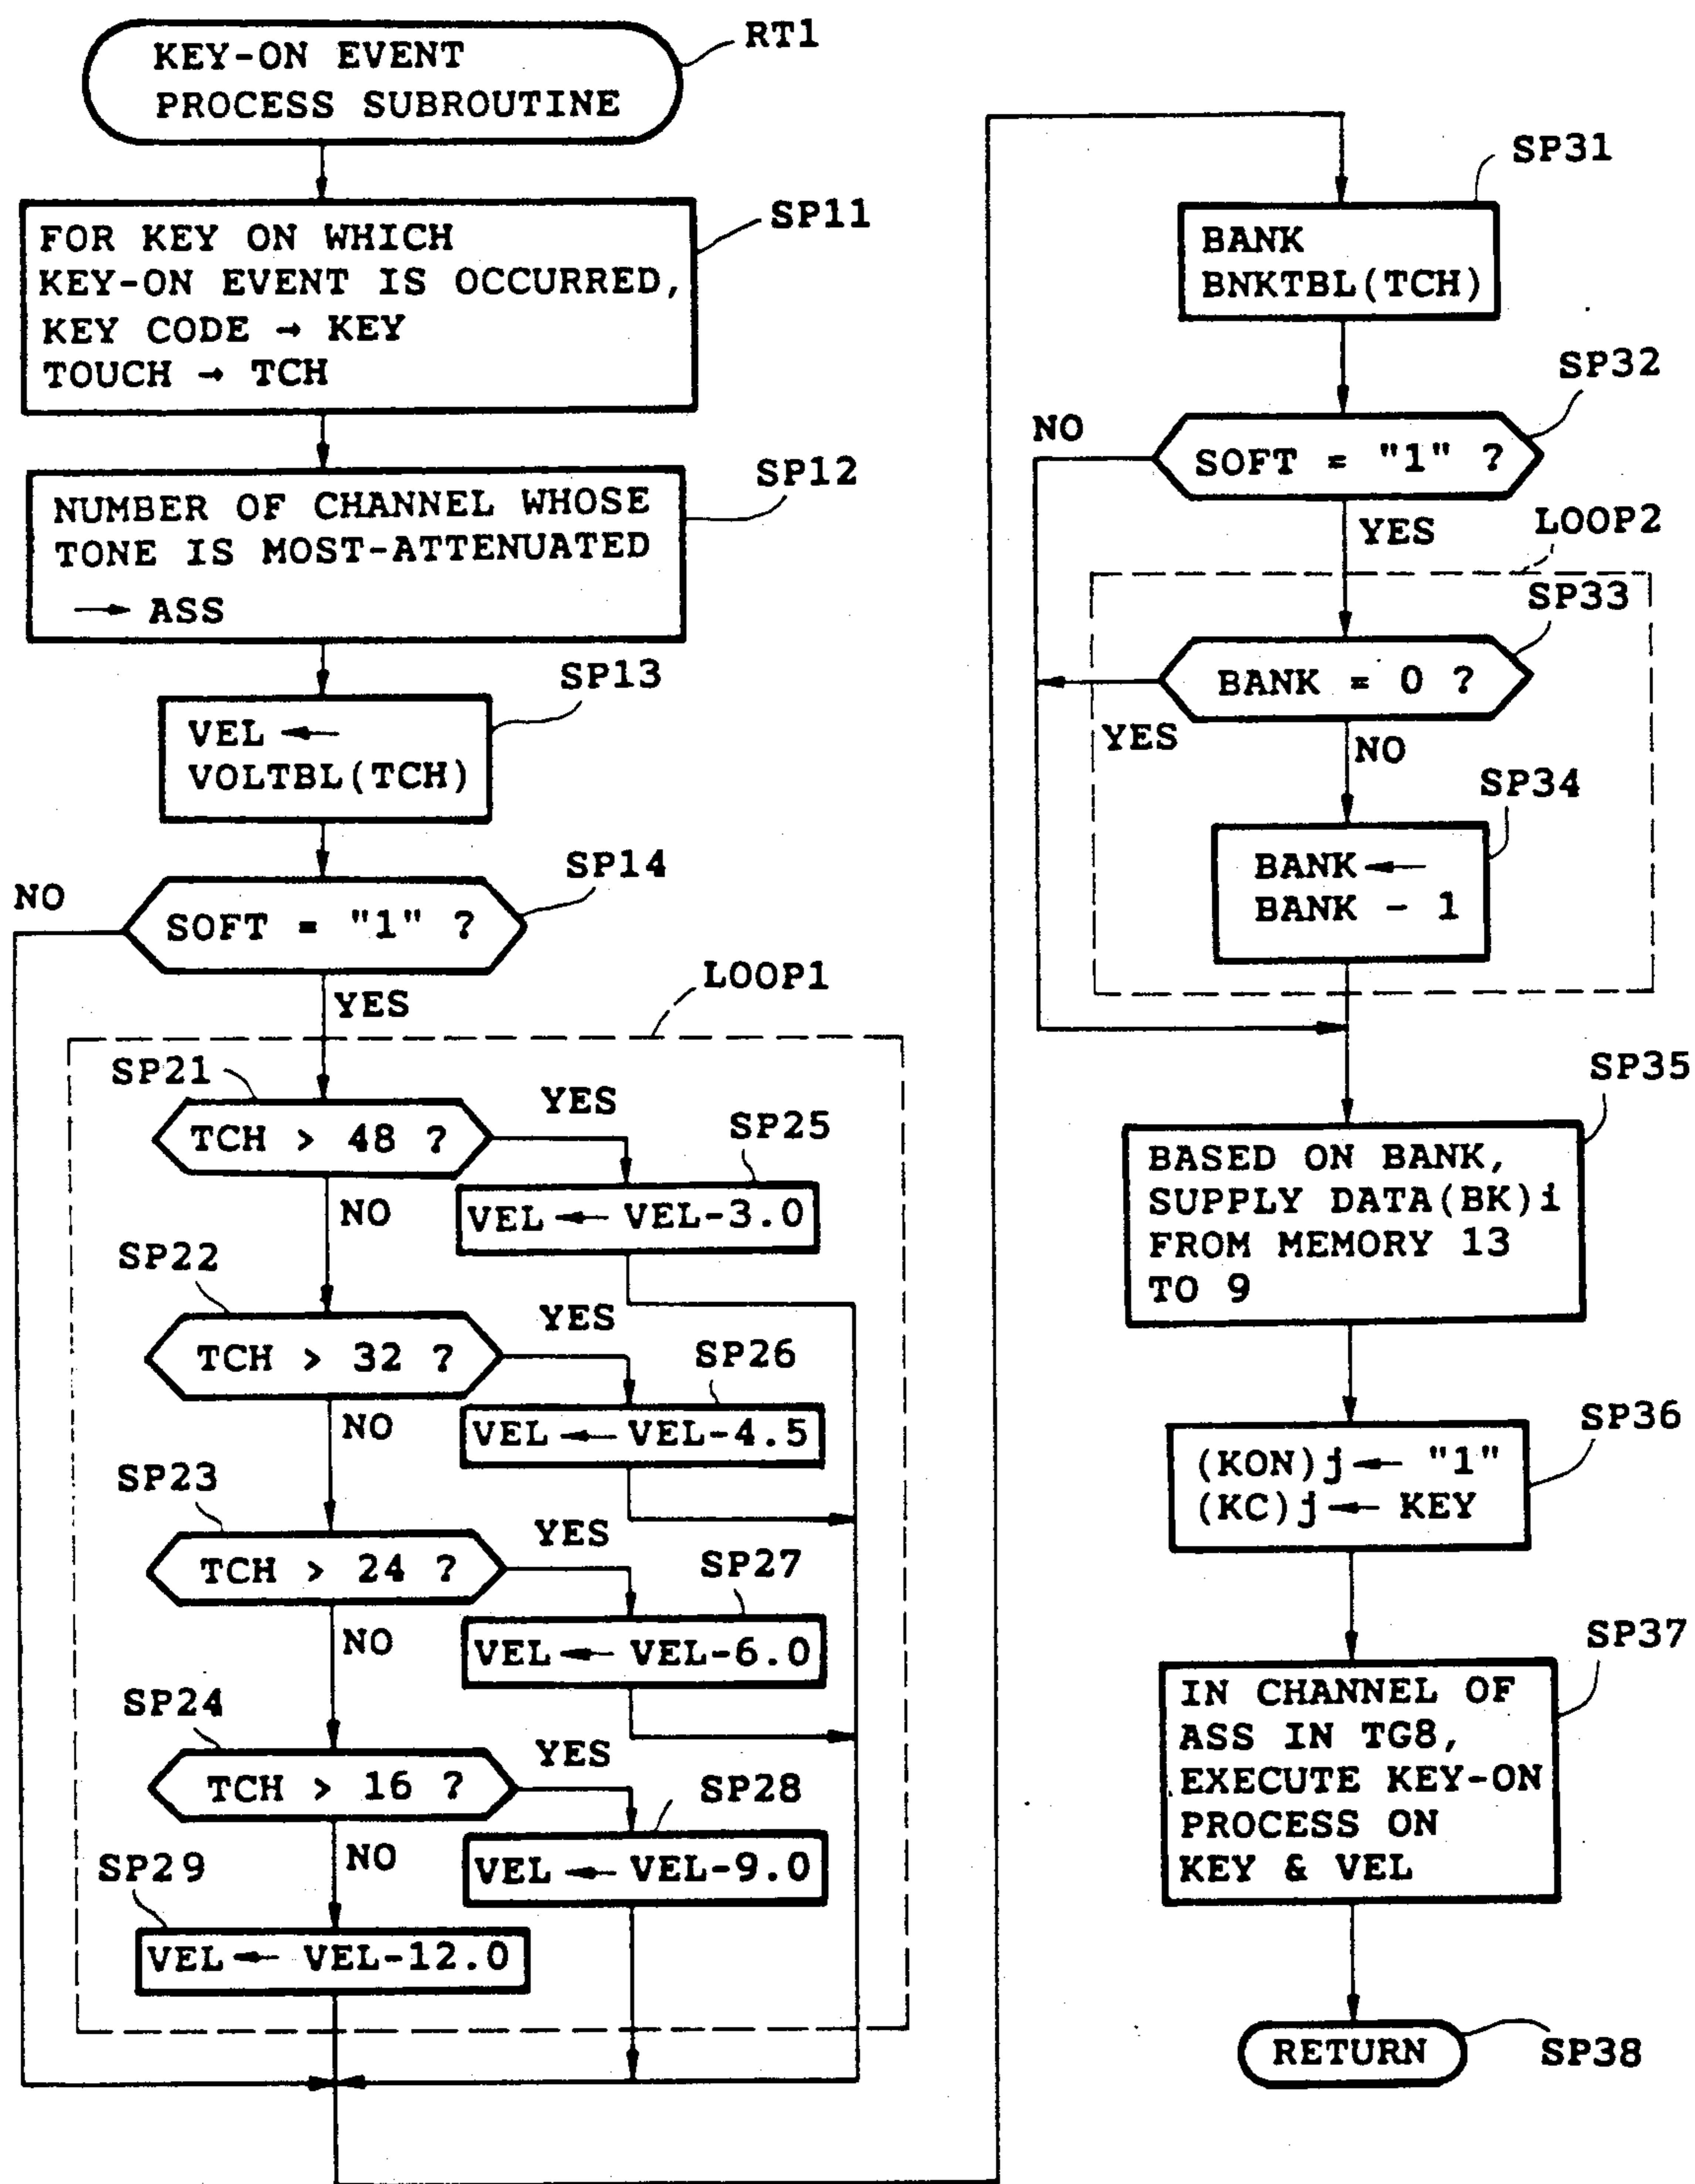 KEY-ON EVENT
PROCESS SUBROUTINE
RT1
FOR KEY ON WHICH
KEY-ON EVENT IS OCCURRED,
KEY CODE → KEY
TOUCH → TCH
SP11
NUMBER OF CHANNEL WHOSE
TONE IS MOST-ATTENUATED
→ ASS
SP12
VEL ←
VOLTBL(TCH)
SP13
SOFT = "1" ?
SP14
NO
YES
LOOP1
SP21
TCH > 48 ?
YES
NO
SP25
VEL ← VEL-3.0
SP22
TCH > 32 ?
YES
NO
SP26
VEL ← VEL-4.5
SP23
TCH > 24 ?
YES
NO
SP27
VEL ← VEL-6.0
SP24
TCH > 16 ?
YES
NO
SP28
VEL ← VEL-9.0
SP29
VEL ← VEL-12.0
SP31
BANK
BNKTBL(TCH)
SP32
SOFT = "1" ?
NO
YES
LOOP2
SP33
BANK = 0 ?
YES
NO
SP34
BANK ←
BANK - 1
SP35
BASED ON BANK,
SUPPLY DATA(BK)i
FROM MEMORY 13
TO 9
SP36
(KON)j ← "1"
(KC)j ← KEY
SP37
IN CHANNEL OF
ASS IN TG8,
EXECUTE KEY-ON
PROCESS ON
KEY & VEL
RETURN
SP38